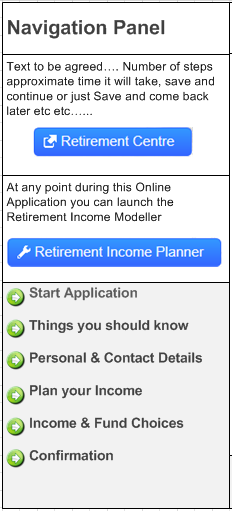 Navigation Panel
Text to be agreed…. Number of steps
approximate time it will take, save and
continue or just Save and come back
later etc etc…...
Retirement Centre
At any point during this Online
Application you can launch the
Retirement Income Modeller
Retirement Income Planner
Start Application
Things you should know
Personal & Contact Details
Plan your Income
Income & Fund Choices
Confirmation